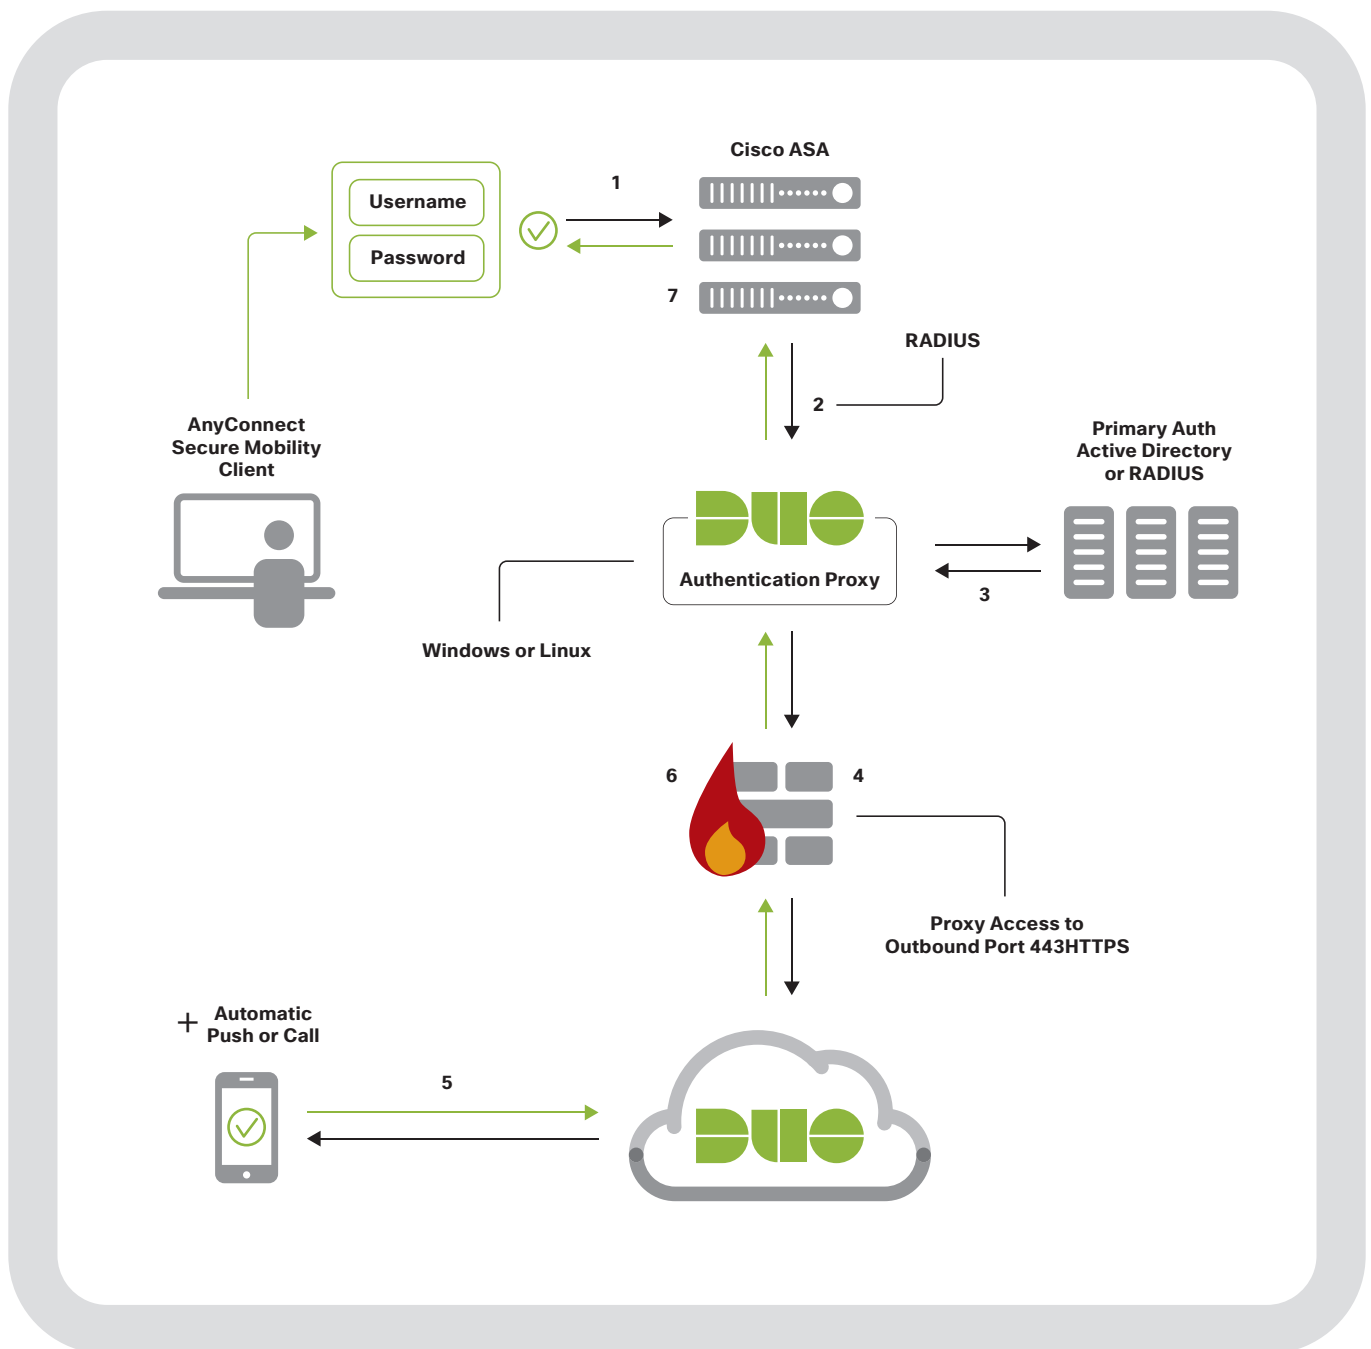 Cisco ASA
1
Username
Password
7
RADIUS
2
AnyConnect
Secure Mobility
Client
Primary Auth
Active Directory
or RADIUS
DUO
Authentication Proxy
3
Windows or Linux
6
4
Proxy Access to
Outbound Port 443HTTPS
+ Automatic
Push or Call
5
DUO